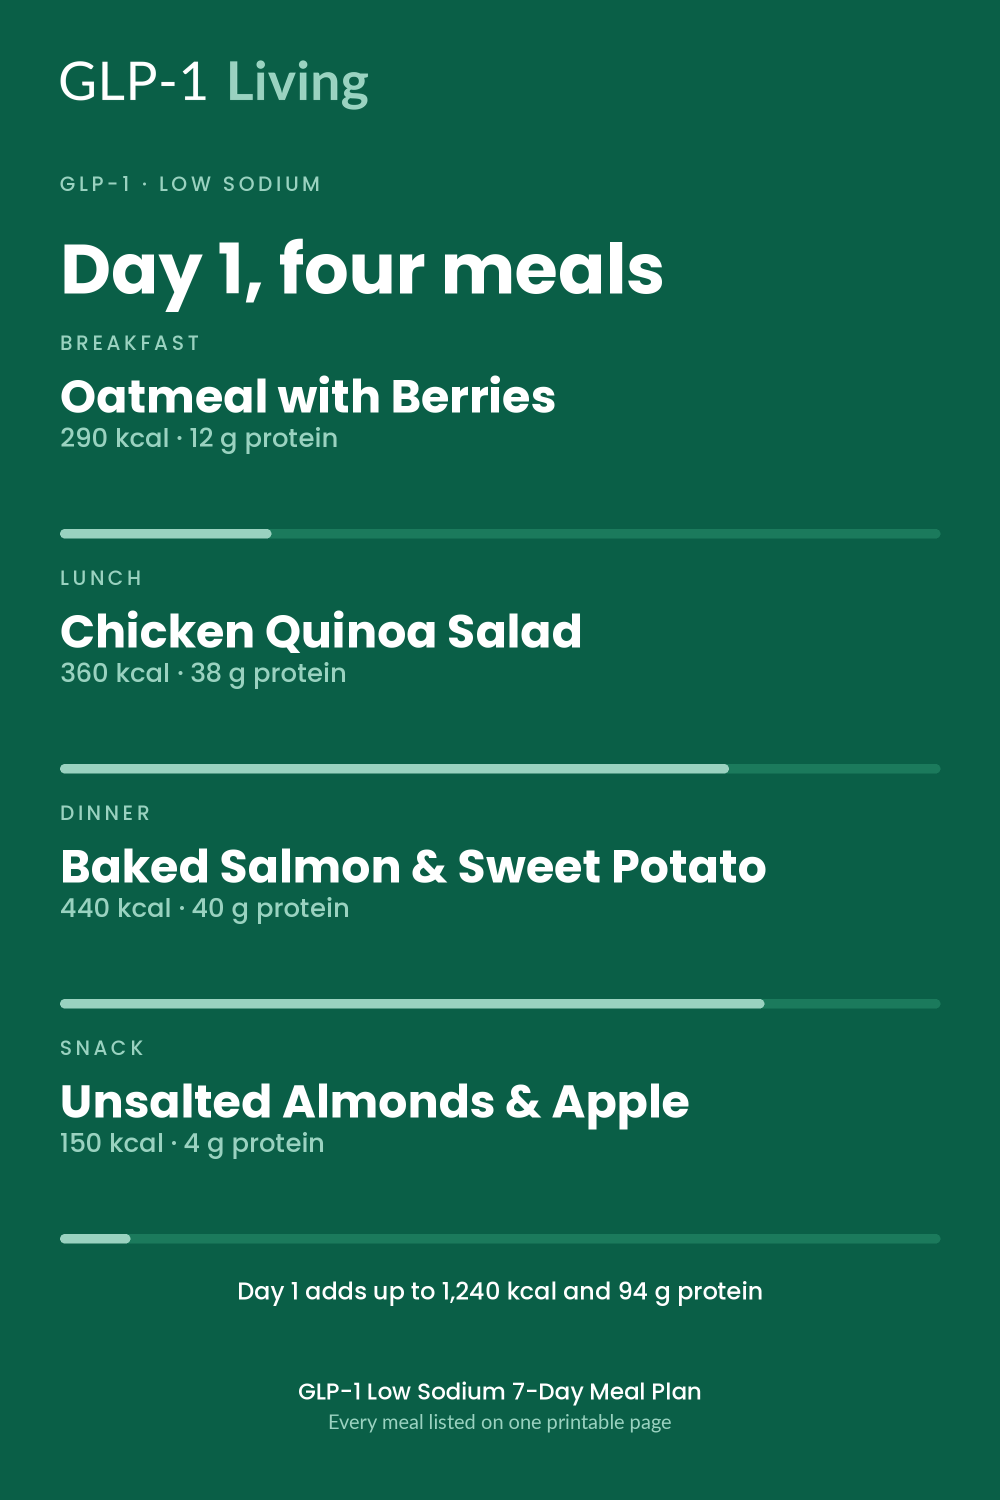 GLP-1 Living
GLP-1 · LOW SODIUM
Day 1, four meals
BREAKFAST
Oatmeal with Berries
290 kcal · 12 g protein
LUNCH
Chicken Quinoa Salad
360 kcal · 38 g protein
DINNER
Baked Salmon & Sweet Potato
440 kcal · 40 g protein
SNACK
Unsalted Almonds & Apple
150 kcal · 4 g protein
Day 1 adds up to 1,240 kcal and 94 g protein
GLP-1 Low Sodium 7-Day Meal Plan
Every meal listed on one printable page